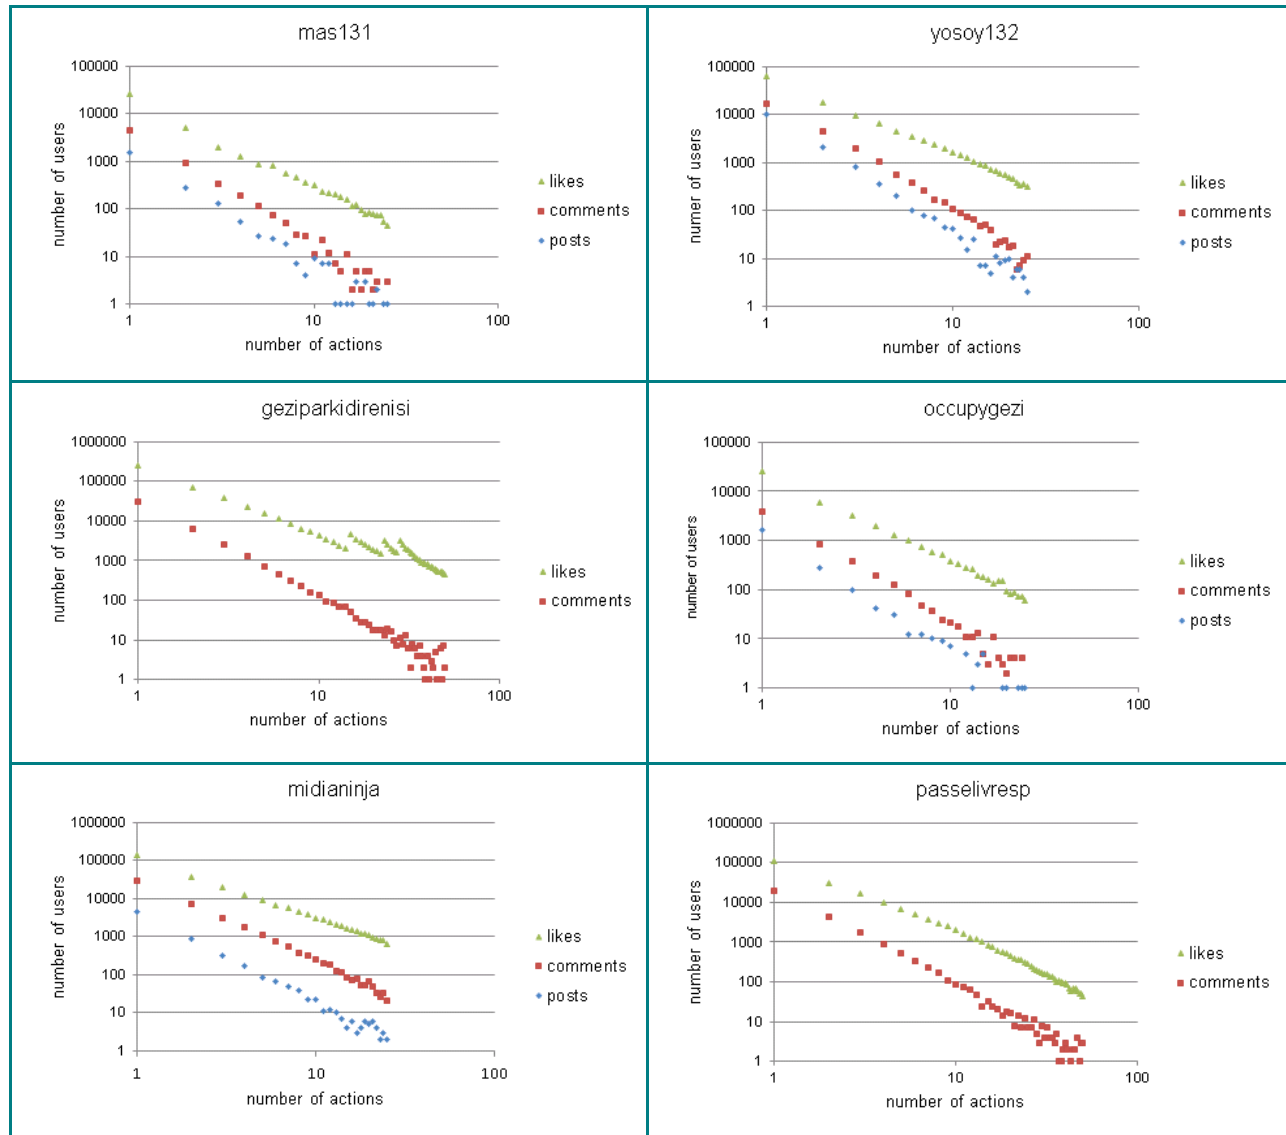 mas131
100000
10000
1000
100
10
1
1
10
100
number of users
number of actions
likes
comments
posts
yosoy132
100000
10000
1000
100
10
1
1
10
100
numer of users
number of actions
likes
comments
posts
geziparkidirenisi
1000000
100000
10000
1000
100
10
1
1
10
100
number of users
number of actions
likes
comments
occupygezi
100000
10000
1000
100
10
1
1
10
100
number of users
number of actions
likes
comments
posts
midianinja
1000000
100000
10000
1000
100
10
1
1
10
100
number of users
number of actions
likes
comments
posts
passelivresp
1000000
100000
10000
1000
100
10
1
1
10
100
number of users
number of actions
likes
comments